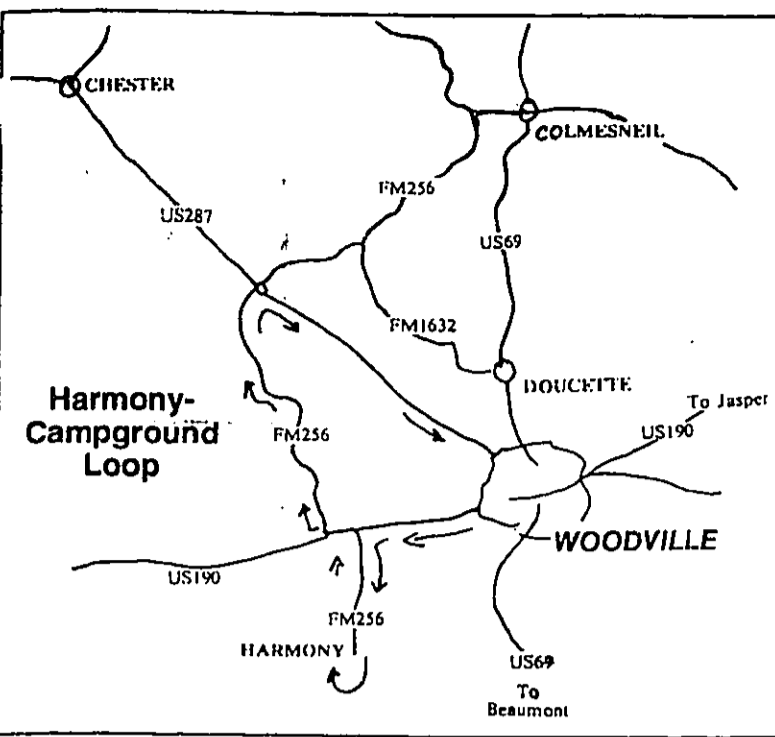 CHESTER
COLMESNEIL
FM256
US287
US69
FM1632
DOUCETTE
To Jasper
US190
Harmony-
Campground
Loop
FM256
WOODVILLE
US190
FM256
HARMONY
US69
To
Beaumont